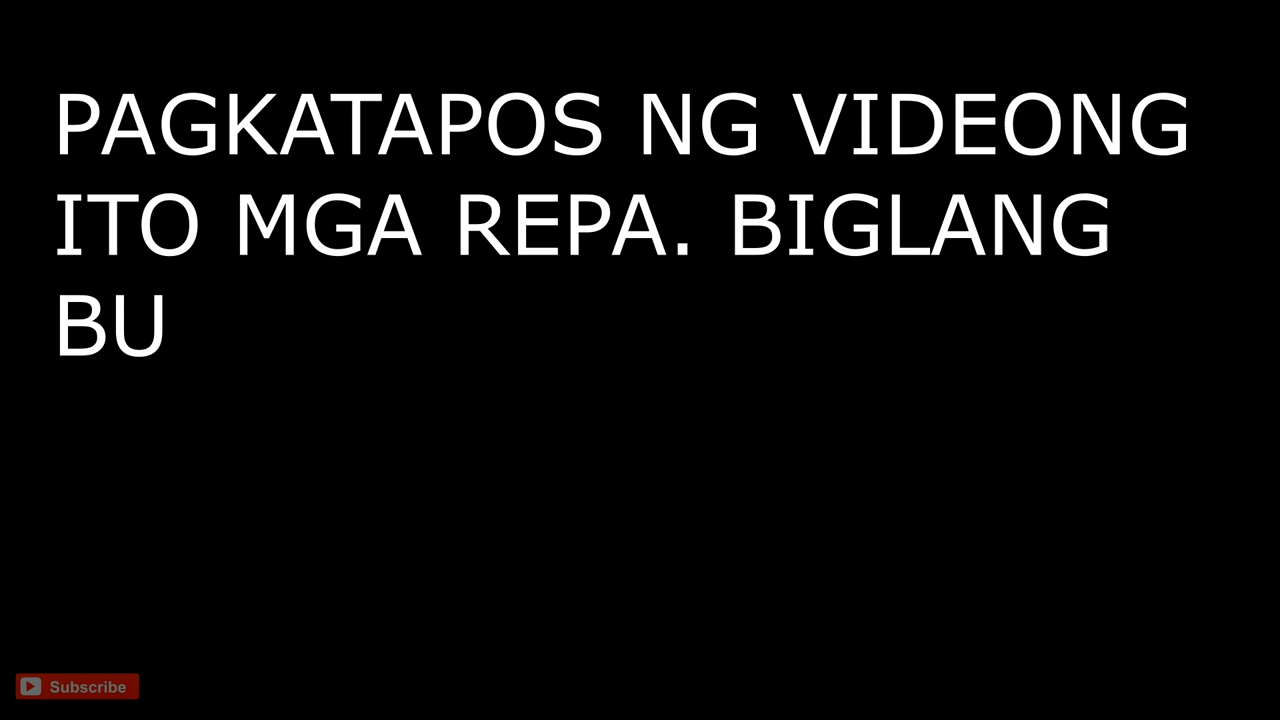 PAGKATAPOS NG VIDEONG
ITO MGA REPA. BIGLANG
BU
Subscribe